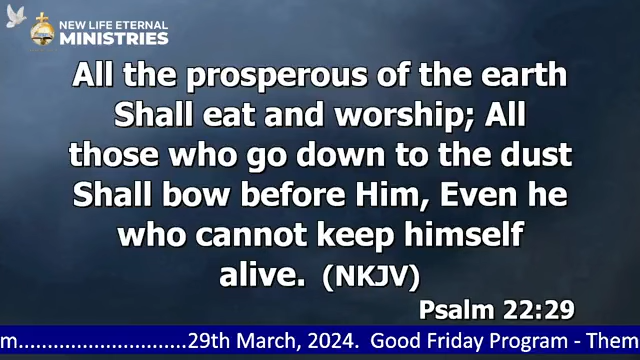 NEW LIFE ETERNAL
MINISTRIES
All the prosperous of the earth
Shall eat and worship; All
those who go down to the dust
Shall bow before Him, Even he
who cannot keep himself
alive. (NKJV)
Psalm 22:29
m.............................29th March, 2024. Good Friday Program - Them